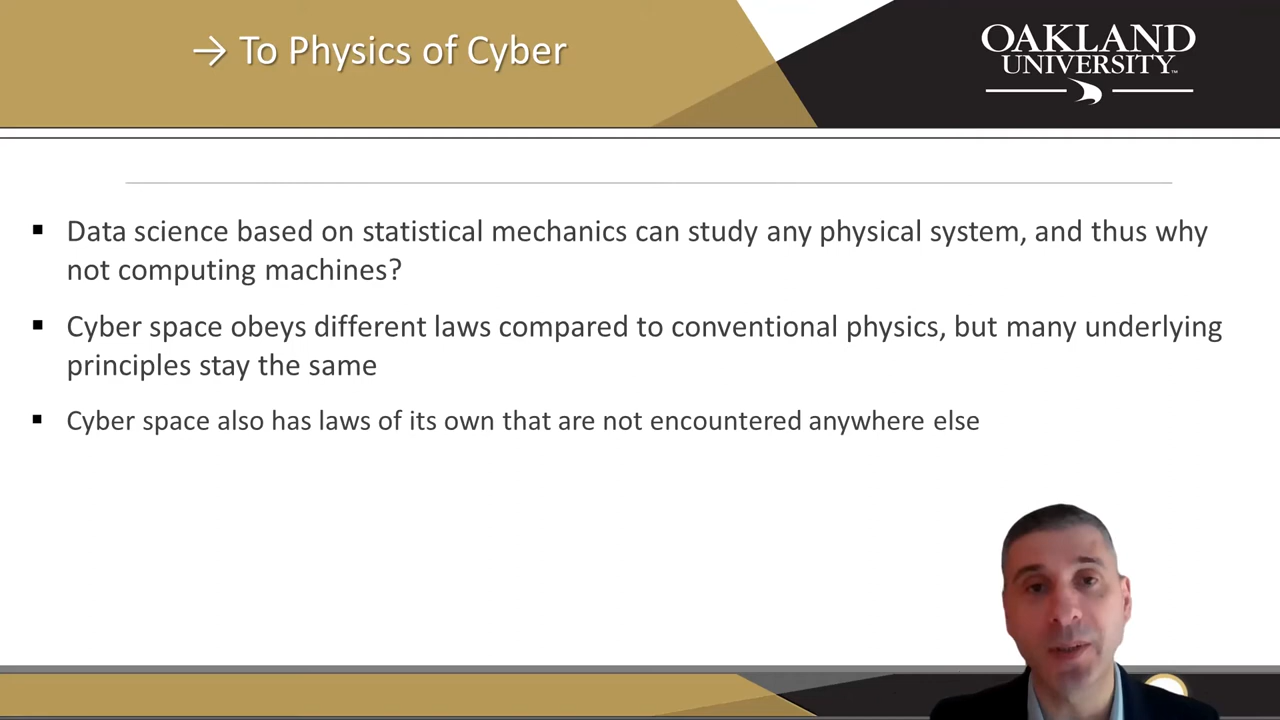 → To Physics of Cyber
OAKLAND
UNIVERSITY™
▪ Data science based on statistical mechanics can study any physical system, and thus why
not computing machines?
▪ Cyber space obeys different laws compared to conventional physics, but many underlying
principles stay the same
▪ Cyber space also has laws of its own that are not encountered anywhere else